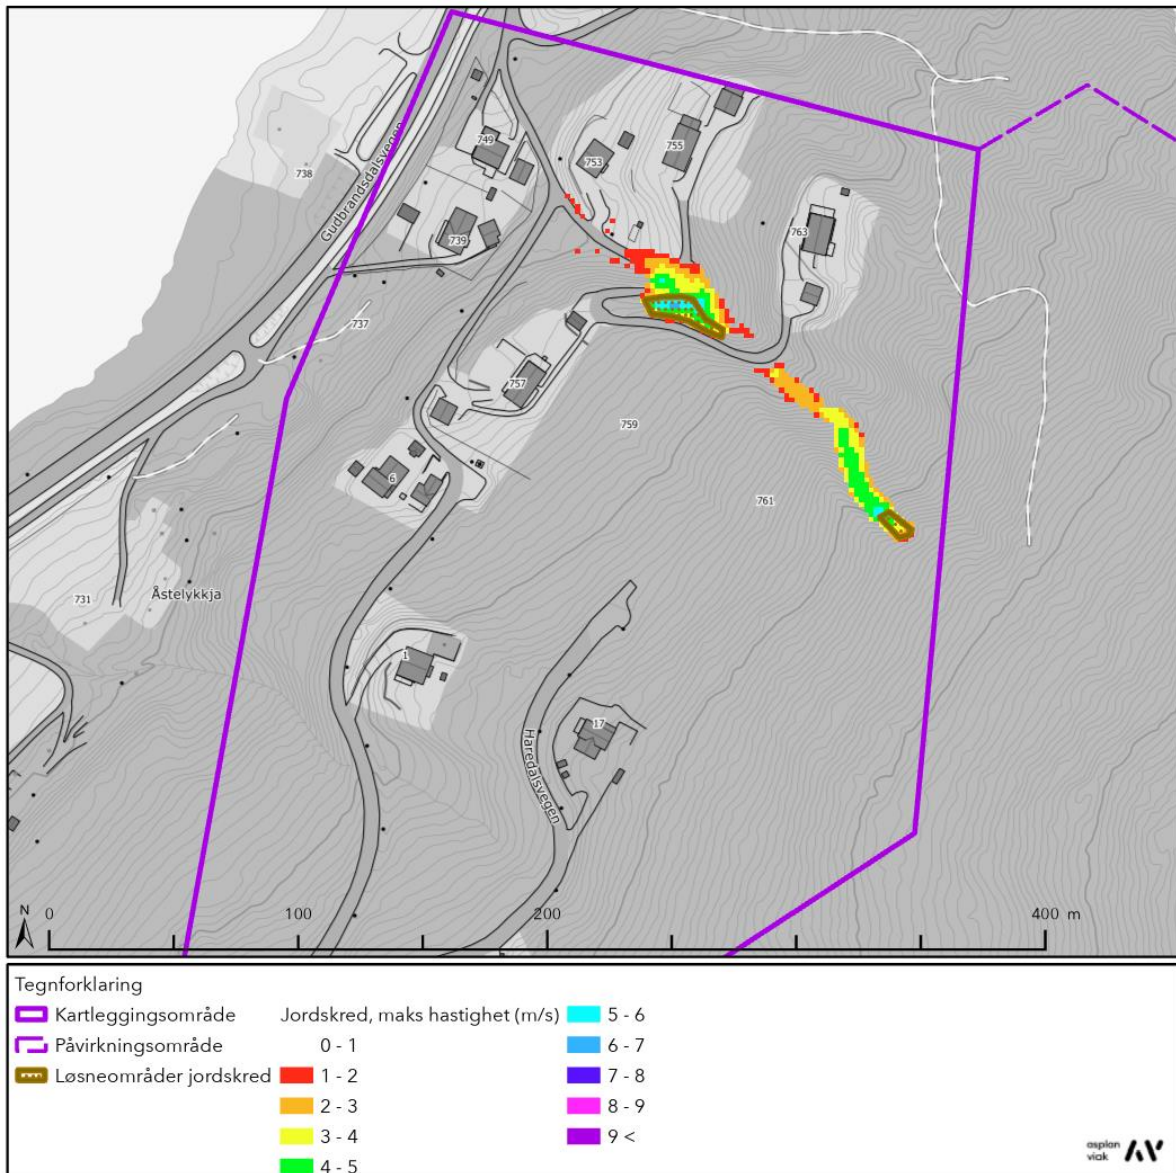 749
753
755
738
Gudbrandsdalsvegen
739
763
737
757
759
6
761
731
Åstelykkja
1
17
Haredalsvegen
N
0
100
200
400 m
Tegnforklaring
Kartleggingsområde
Påvirkningsområde
Løsneområder jordskred
Jordskred, maks hastighet (m/s)
0 - 1
1 - 2
2 - 3
3 - 4
4 - 5
5 - 6
6 - 7
7 - 8
8 - 9
9 <
asplan
viak